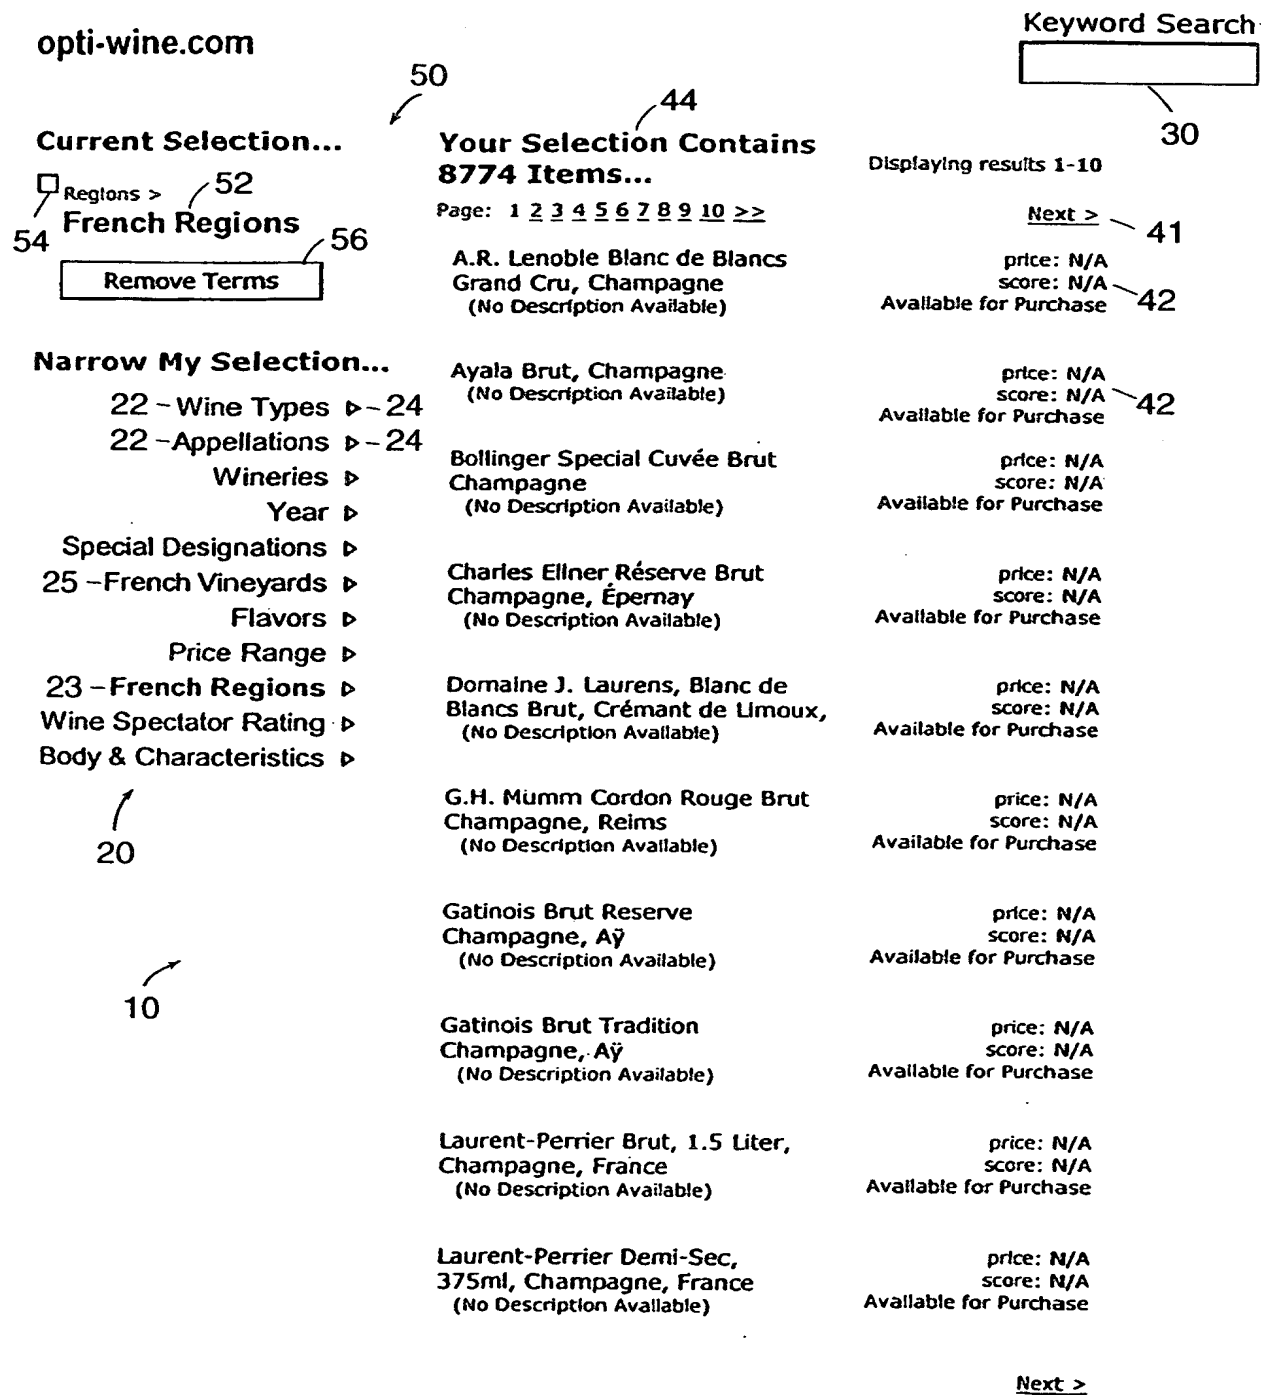 opti-wine.com
Keyword Search
30
50
Current Selection...
Regions >
52
French Regions
54
56
Remove Terms
Narrow My Selection...
22 – Wine Types ▷ – 24
22 – Appellations ▷ – 24
Wineries ▷
Year ▷
Special Designations ▷
25 – French Vineyards ▷
Flavors ▷
Price Range ▷
23 – French Regions ▷
Wine Spectator Rating ▷
Body & Characteristics ▷
20
10
44
Your Selection Contains
8774 Items...
Displaying results 1-10
Page: 1 2 3 4 5 6 7 8 9 10 >>
Next >
41
A.R. Lenoble Blanc de Blancs
Grand Cru, Champagne
(No Description Available)
price: N/A
score: N/A
42
Available for Purchase
Ayala Brut, Champagne
(No Description Available)
price: N/A
score: N/A
42
Available for Purchase
Bollinger Special Cuvée Brut
Champagne
(No Description Available)
price: N/A
score: N/A
Available for Purchase
Charles Ellner Réserve Brut
Champagne, Épernay
(No Description Available)
price: N/A
score: N/A
Available for Purchase
Domaine J. Laurens, Blanc de
Blancs Brut, Crémant de Limoux,
(No Description Available)
price: N/A
score: N/A
Available for Purchase
G.H. Mumm Cordon Rouge Brut
Champagne, Reims
(No Description Available)
price: N/A
score: N/A
Available for Purchase
Gatinois Brut Reserve
Champagne, Aÿ
(No Description Available)
price: N/A
score: N/A
Available for Purchase
Gatinois Brut Tradition
Champagne, Aÿ
(No Description Available)
price: N/A
score: N/A
Available for Purchase
Laurent-Perrier Brut, 1.5 Liter,
Champagne, France
(No Description Available)
price: N/A
score: N/A
Available for Purchase
Laurent-Perrier Demi-Sec,
375ml, Champagne, France
(No Description Available)
price: N/A
score: N/A
Available for Purchase
Next >